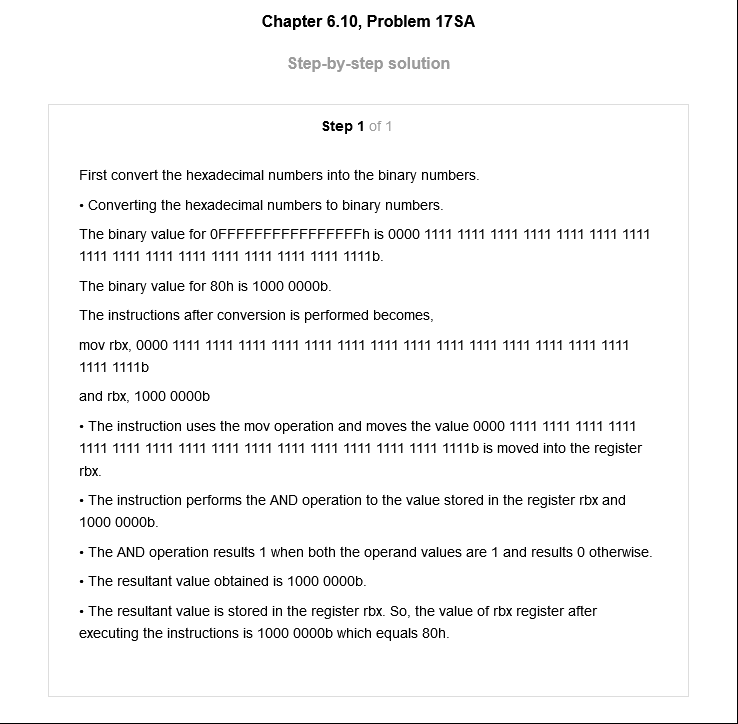 Chapter 6.10, Problem 17SA
Step-by-step solution
Step 1 of 1
First convert the hexadecimal numbers into the binary numbers.
• Converting the hexadecimal numbers to binary numbers.
The binary value for 0FFFFFFFFFFFFFFFFh is 0000 1111 1111 1111 1111 1111 1111 1111
1111 1111 1111 1111 1111 1111 1111 1111 1111b.
The binary value for 80h is 1000 0000b.
The instructions after conversion is performed becomes,
mov rbx, 0000 1111 1111 1111 1111 1111 1111 1111 1111 1111 1111 1111 1111 1111 1111
1111 1111b
and rbx, 1000 0000b
• The instruction uses the mov operation and moves the value 0000 1111 1111 1111 1111
1111 1111 1111 1111 1111 1111 1111 1111 1111 1111 1111 1111b is moved into the register
rbx.
• The instruction performs the AND operation to the value stored in the register rbx and
1000 0000b.
• The AND operation results 1 when both the operand values are 1 and results 0 otherwise.
• The resultant value obtained is 1000 0000b.
• The resultant value is stored in the register rbx. So, the value of rbx register after
executing the instructions is 1000 0000b which equals 80h.